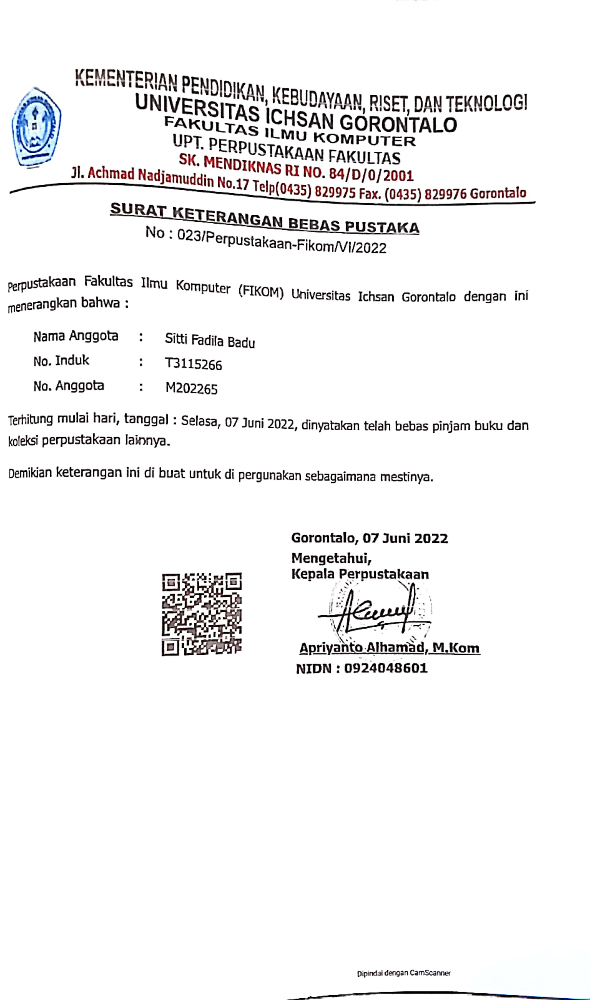 KEMENTERIAN PENDIDIKAN, KEBUDAYAAN, RISET, DAN TEKNOLOGI
UNIVERSITAS ICHSAN GORONTALO
FAKULTAS ILMU KOMPUTER
UPT. PERPUSTAKAAN FAKULTAS
SK. MENDIKNAS RI NO. 84/D/0/2001
Jl. Achmad Nadjamuddin No.17 Telp(0435) 829975 Fax. (0435) 829976 Gorontalo
SURAT KETERANGAN BEBAS PUSTAKA
No : 023/Perpustakaan-Fikom/VI/2022
Perpustakaan Fakultas Ilmu Komputer (FIKOM) Universitas Ichsan Gorontalo dengan ini
menerangkan bahwa :
Nama Anggota : Sitti Fadila Badu
No. Induk : T3115266
No. Anggota : M202265
Terhitung mulai hari, tanggal : Selasa, 07 Juni 2022, dinyatakan telah bebas pinjam buku dan
koleksi perpustakaan lainnya.
Demikian keterangan ini di buat untuk di pergunakan sebagaimana mestinya.
Gorontalo, 07 Juni 2022
Mengetahui,
Kepala Perpustakaan
Apriyanto Alhamad, M.Kom
NIDN : 0924048601
Dipindai dengan CamScanner